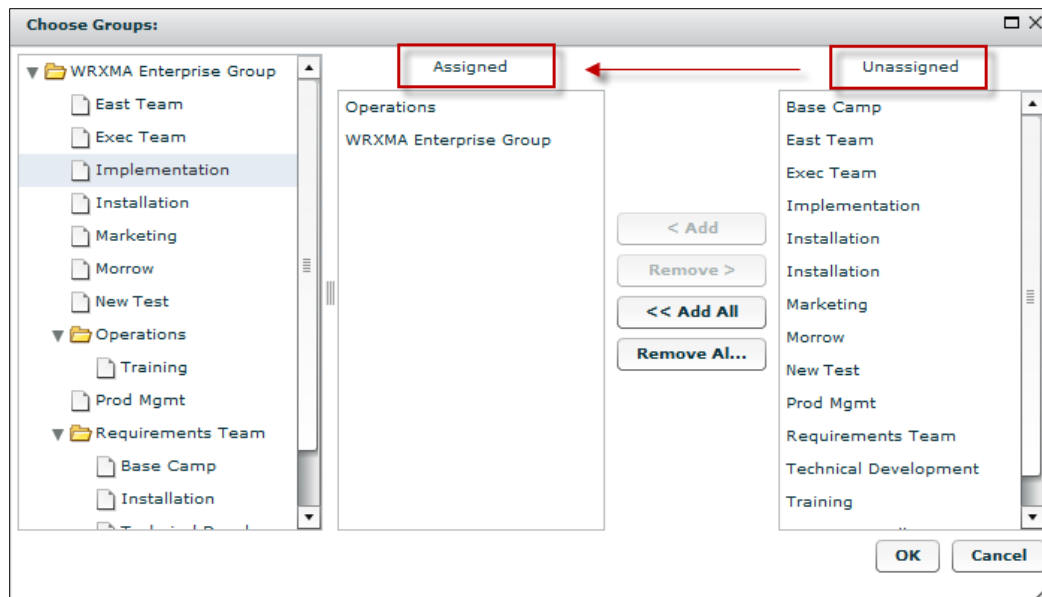 Choose Groups:
WRXMA Enterprise Group
East Team
Exec Team
Implementation
Installation
Marketing
Morrow
New Test
Operations
Training
Prod Mgmt
Requirements Team
Base Camp
Installation
Assigned
Operations
WRXMA Enterprise Group
< Add
Remove >
<< Add All
Remove Al...
Unassigned
Base Camp
East Team
Exec Team
Implementation
Installation
Installation
Marketing
Morrow
New Test
Prod Mgmt
Requirements Team
Technical Development
Training
OK
Cancel